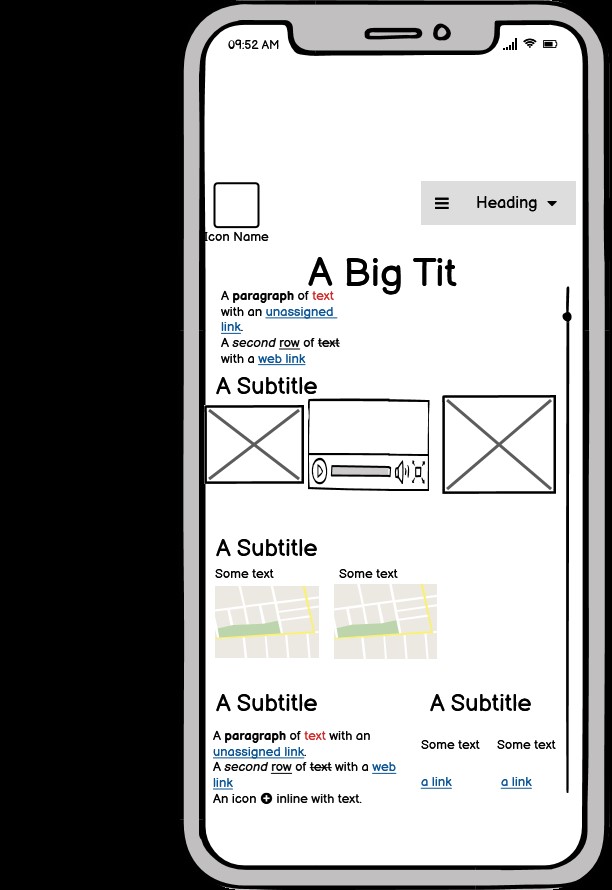 09:52 AM
Heading
Icon Name
A Big Tit
A paragraph of text
with an unassigned
link.
A second row of text
with a web link
A Subtitle
A Subtitle
Some text Some text
A Subtitle
A paragraph of text with an
unassigned link.
A second row of text with a web
link
An icon inline with text.
A Subtitle
Some text Some text
a link a link